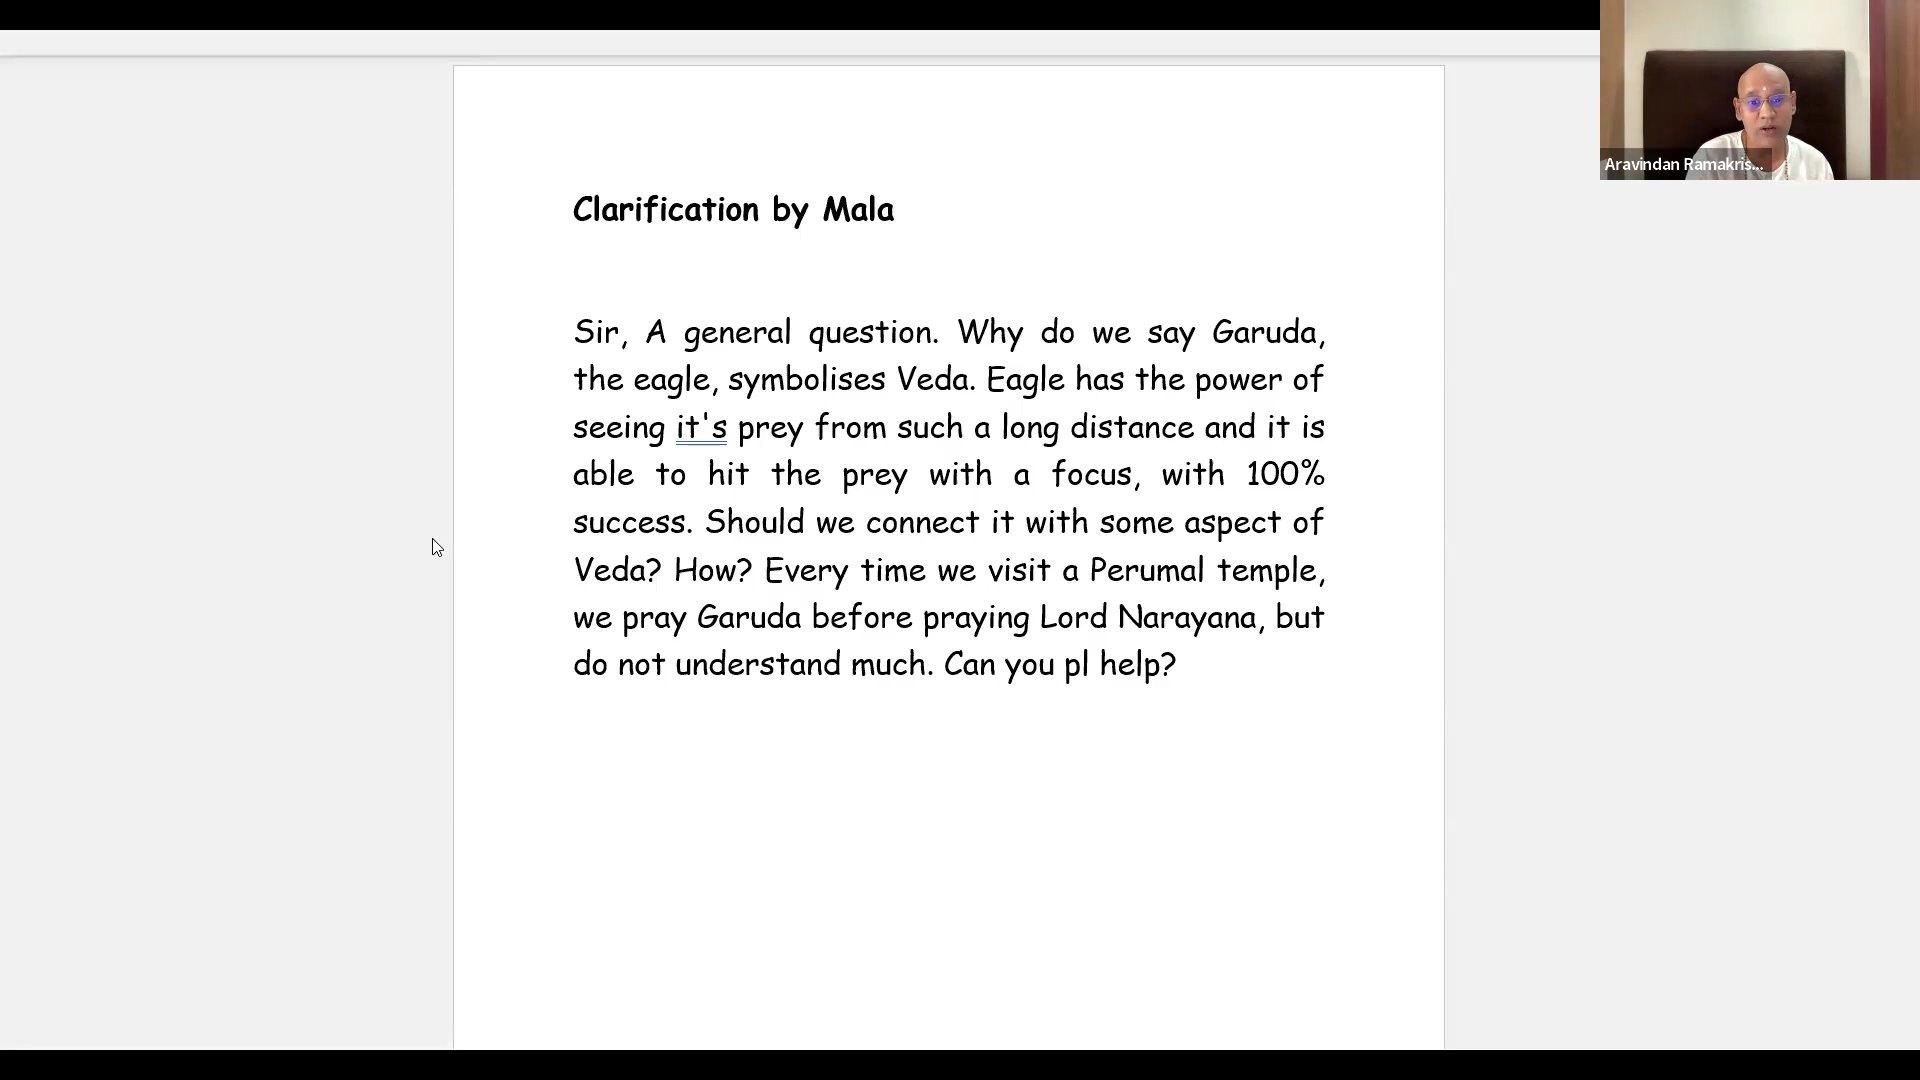 Clarification by Mala
Sir, A general question. Why do we say Garuda,
the eagle, symbolises Veda. Eagle has the power of
seeing it's prey from such a long distance and it is
able to hit the prey with a focus, with 100%
success. Should we connect it with some aspect of
Veda? How? Every time we visit a Perumal temple,
we pray Garuda before praying Lord Narayana, but
do not understand much. Can you pl help?
Aravindan Ramakris...